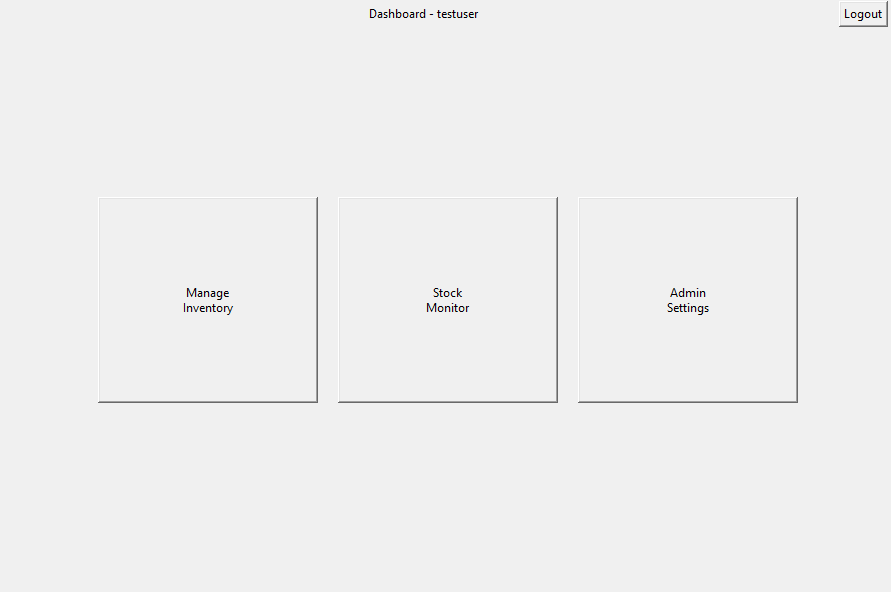 Dashboard - testuser
Logout
Manage
Inventory
Stock
Monitor
Admin
Settings